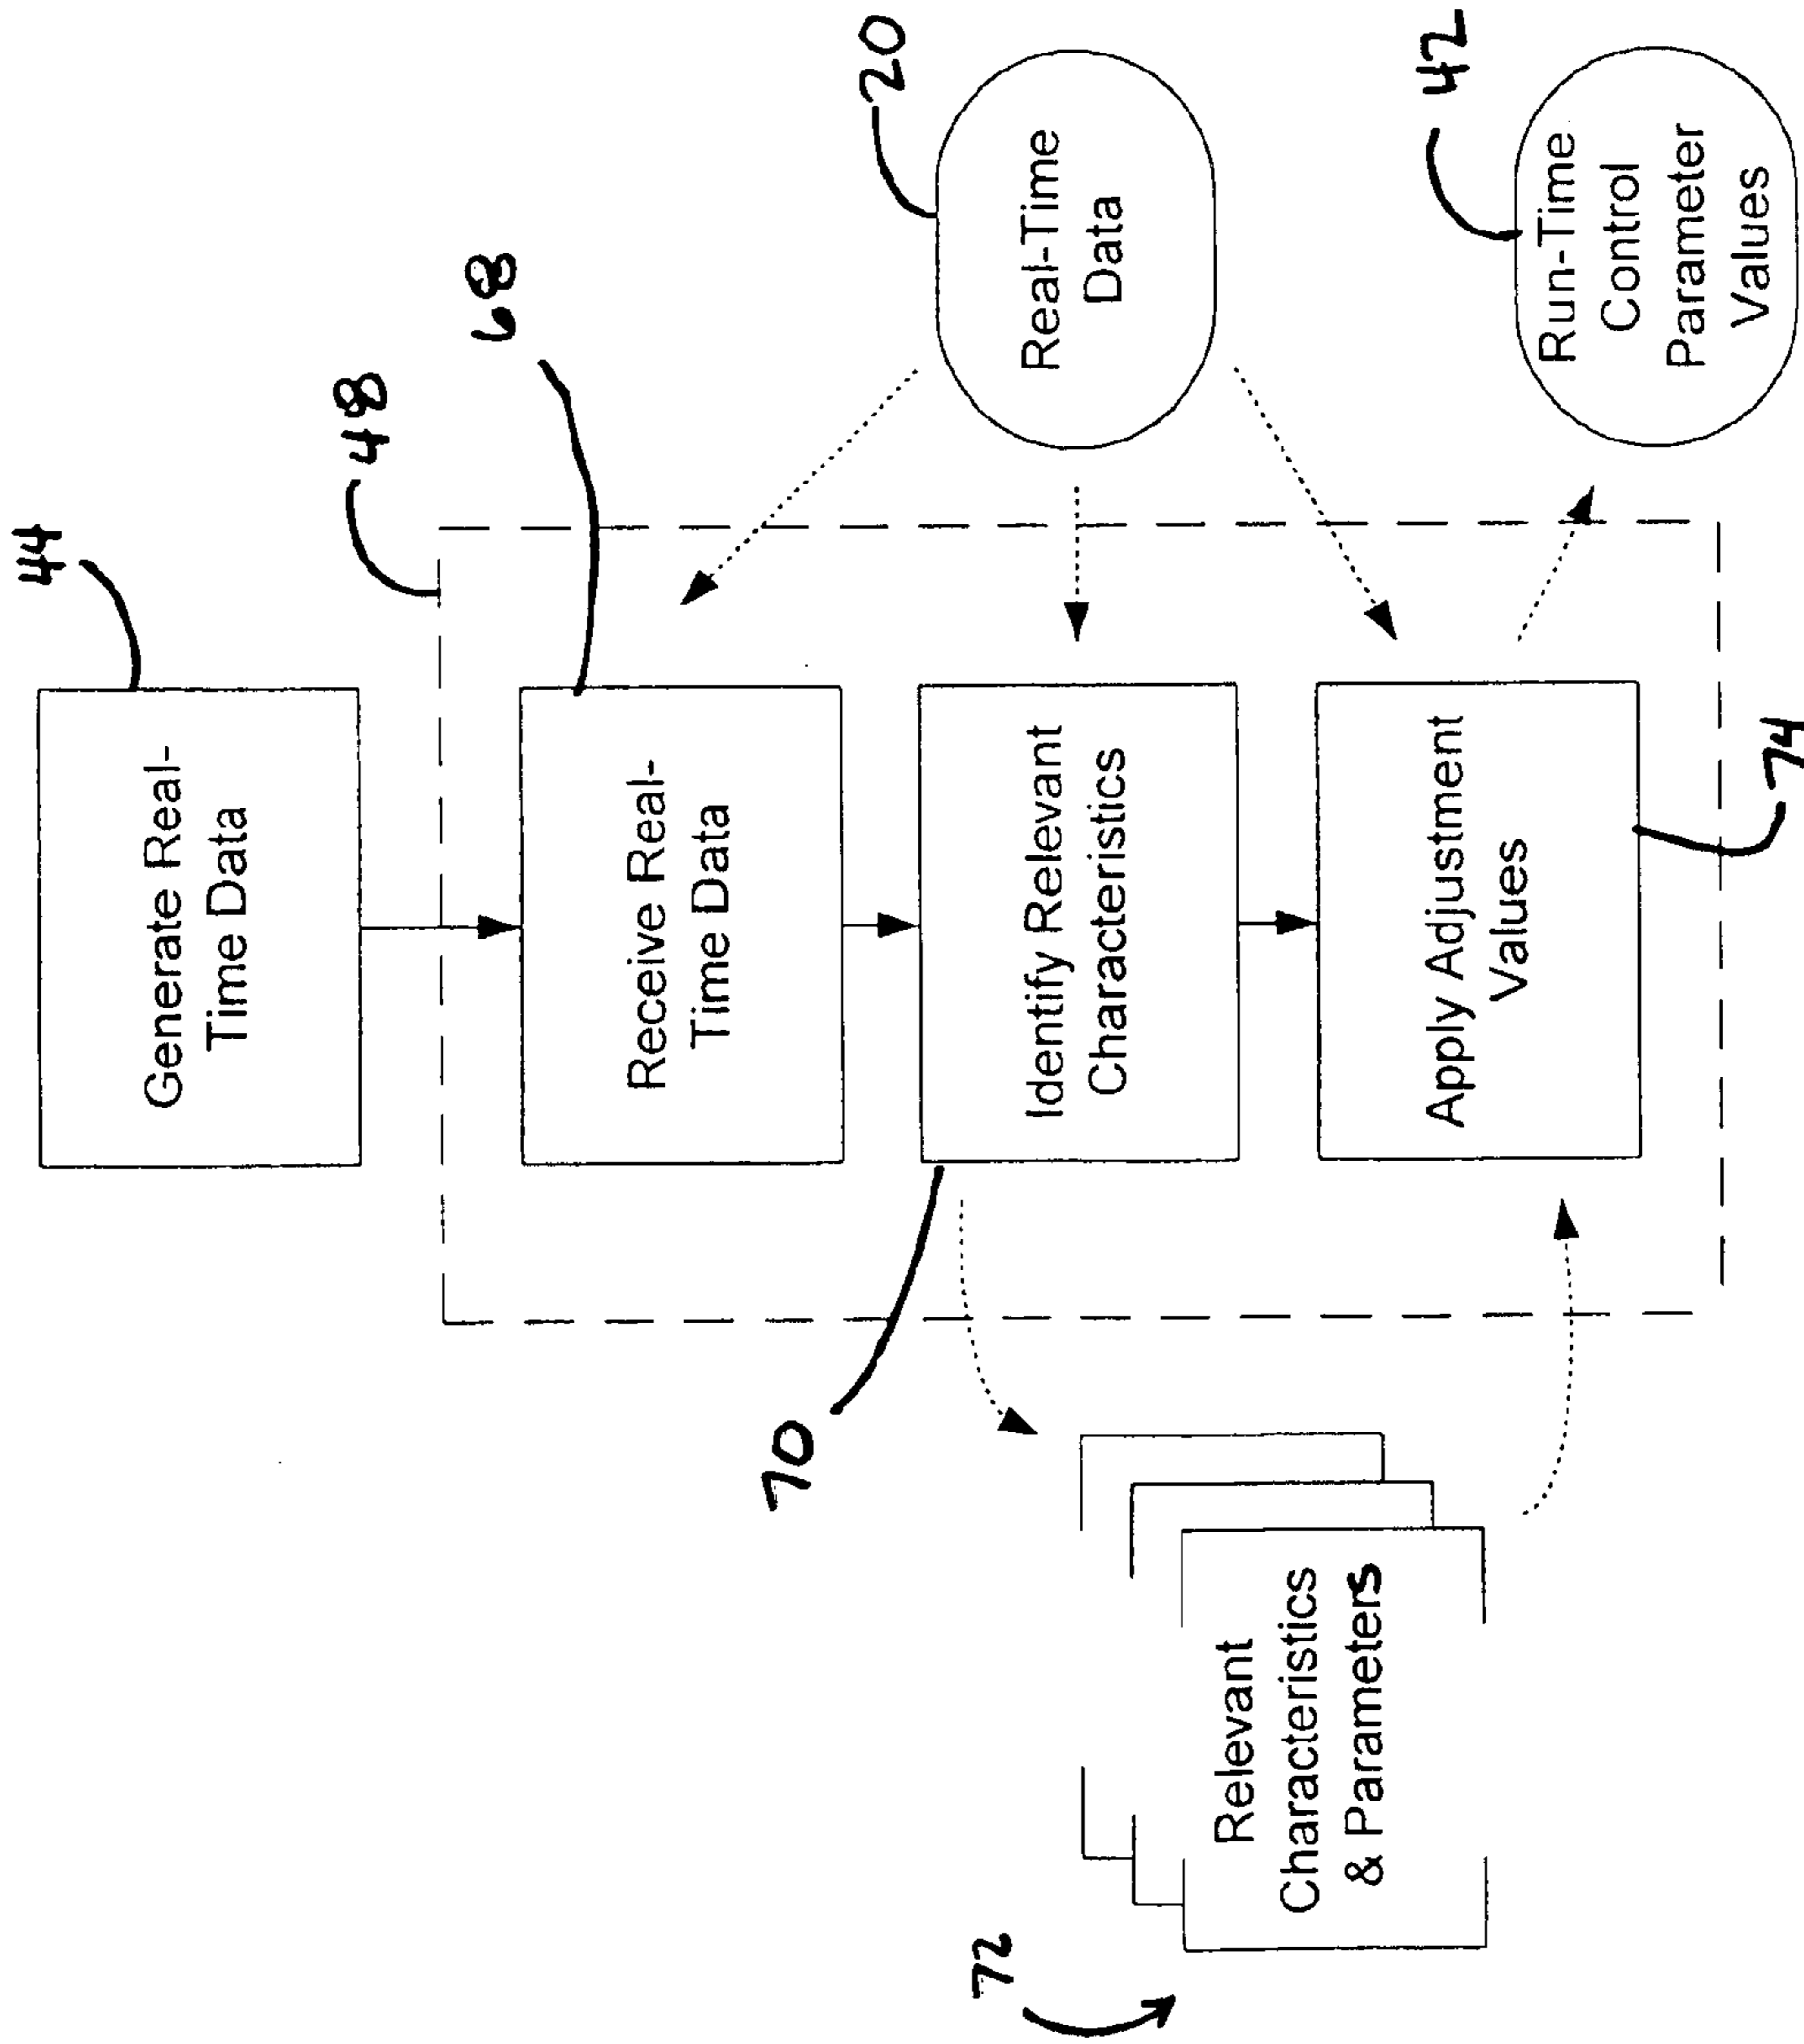 44
Generate Real-
Time Data
48
68
Receive Real-
Time Data
20
Real-Time
Data
70
Identify Relevant
Characteristics
72
Relevant
Characteristics
& Parameters
74
Apply Adjustment
Values
42
Run-Time
Control
Parameter
Values